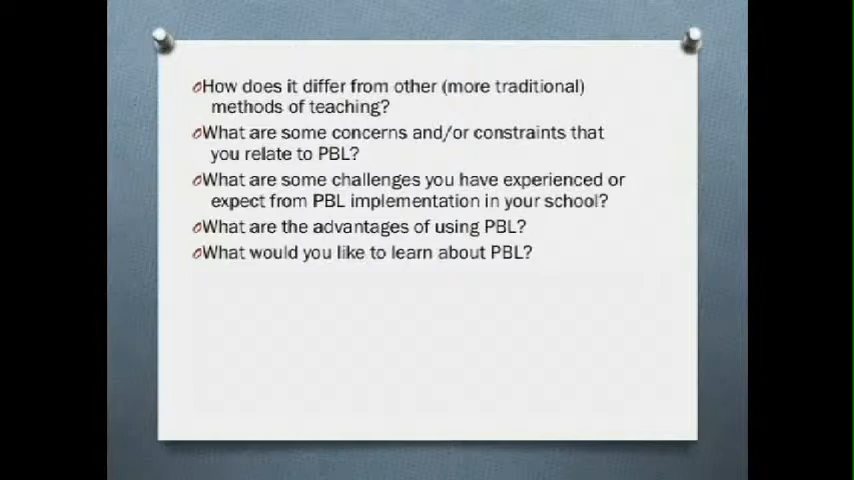 How does it differ from other (more traditional)
methods of teaching?
What are some concerns and/or constraints that
you relate to PBL?
What are some challenges you have experienced or
expect from PBL implementation in your school?
What are the advantages of using PBL?
What would you like to learn about PBL?